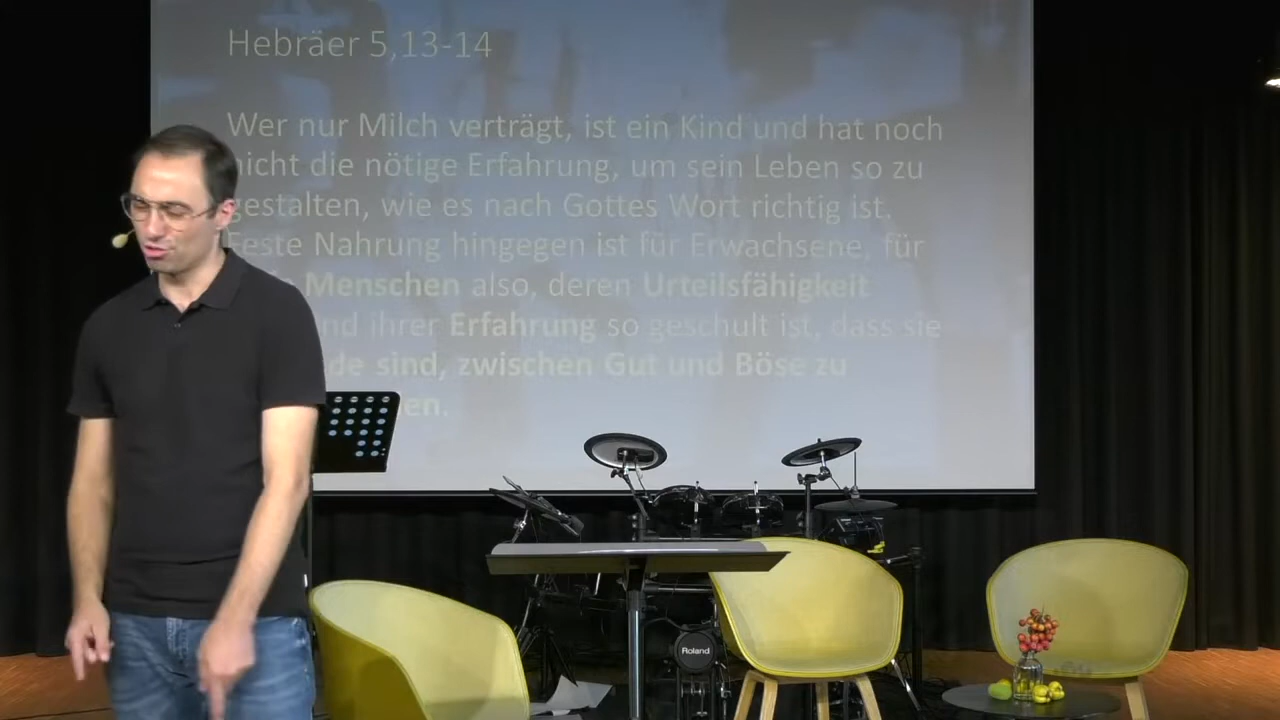 Hebräer 5,13-14
Wer nur Milch verträgt, ist ein Kind und hat noch
nicht die nötige Erfahrung, um sein Leben so zu
gestalten, wie es nach Gottes Wort richtig ist.
Feste Nahrung hingegen ist für Erwachsene, für
Menschen also, deren Urteilsfähigkeit
ihrer Erfahrung so geschult ist, dass sie
sind, zwischen Gut und Böse zu
Roland